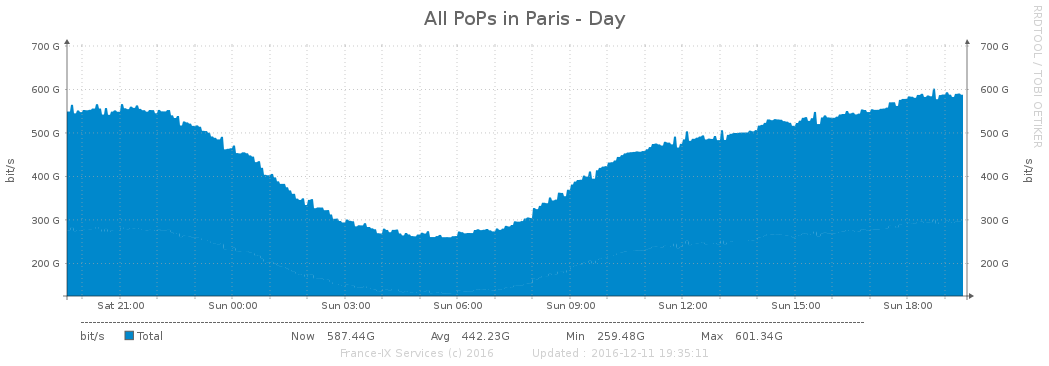 All PoPs in Paris - Day
RRDTOOL / TOBI OETIKER
700 G 700 G
600 G 600 G
500 G 500 G
400 G 400 G
300 G 300 G
200 G 200 G
bit/s
bit/s
Sat 21:00 Sun 00:00 Sun 03:00 Sun 06:00 Sun 09:00 Sun 12:00 Sun 15:00 Sun 18:00
bit/s Total Now 587.44G Avg 442.23G Min 259.48G Max 601.34G
France-IX Services (c) 2016 Updated : 2016-12-11 19:35:11